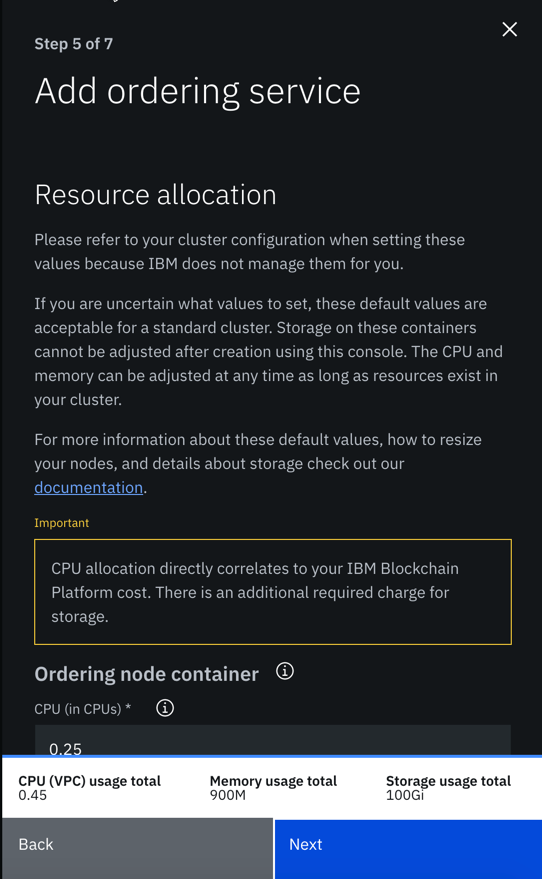 Step 5 of 7
Add ordering service
Resource allocation
Please refer to your cluster configuration when setting these
values because IBM does not manage them for you.
If you are uncertain what values to set, these default values are
acceptable for a standard cluster. Storage on these containers
cannot be adjusted after creation using this console. The CPU and
memory can be adjusted at any time as long as resources exist in
your cluster.
For more information about these default values, how to resize
your nodes, and details about storage check out our
documentation.
Important
CPU allocation directly correlates to your IBM Blockchain
Platform cost. There is an additional required charge for
storage.
Ordering node container
CPU (in CPUs) *
0.25
CPU (VPC) usage total Memory usage total Storage usage total
0.45 900M 100Gi
Back Next